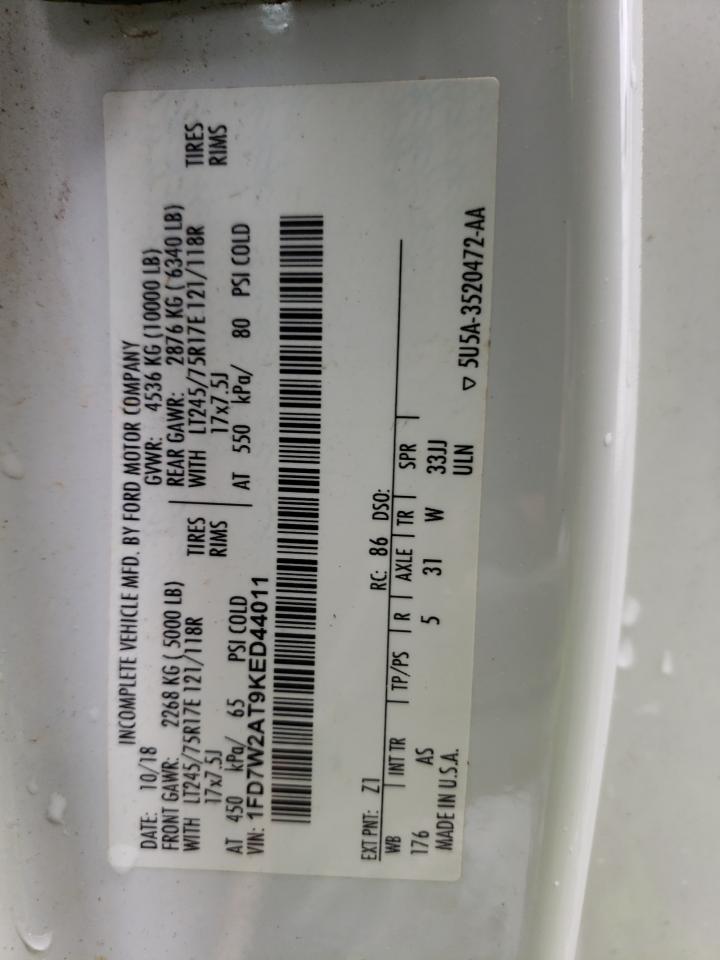 INCOMPLETE VEHICLE MFD. BY FORD MOTOR COMPANY
DATE: 10/18 GVWR: 4536 KG (10000 LB)
FRONT GAWR: 2268 KG ( 5000 LB) REAR GAWR: 2876 KG ( 6340 LB)
WITH LT245/75R17E 121/118R TIRES WITH LT245/75R17E 121/118R TIRES
17x7.5J RIMS 17x7.5J RIMS
AT 450 kPa/ 65 PSI COLD AT 550 kPa/ 80 PSI COLD
VIN: 1FD7W2AT9KED44011
EXT PNT: Z1 RC: 86 DSO:
WB INT TR TP/PS R AXLE TR SPR
176 AS 5 31 W 33JJ
MADE IN U.S.A. ULN
▽ 5U5A-3520472-AA